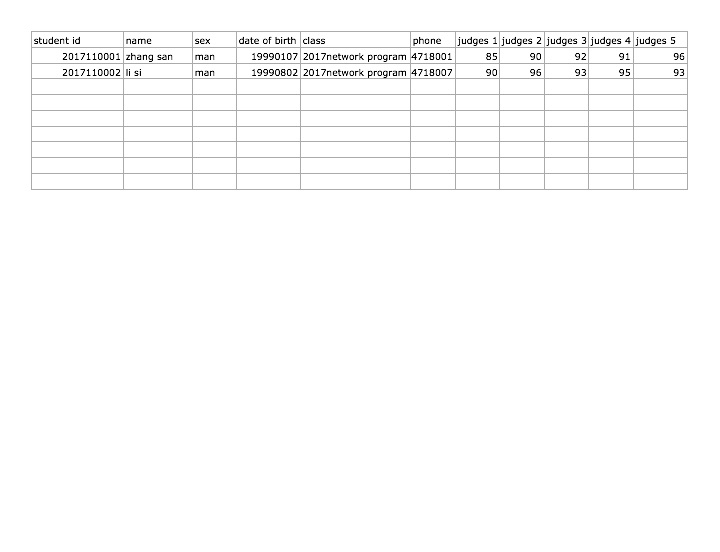 student id name sex date of birth class phone judges 1 judges 2 judges 3 judges 4 judges 5
2017110001 zhang san man 19990107 2017network program 4718001 85 90 92 91 96
2017110002 li si man 19990802 2017network program 4718007 90 96 93 95 93